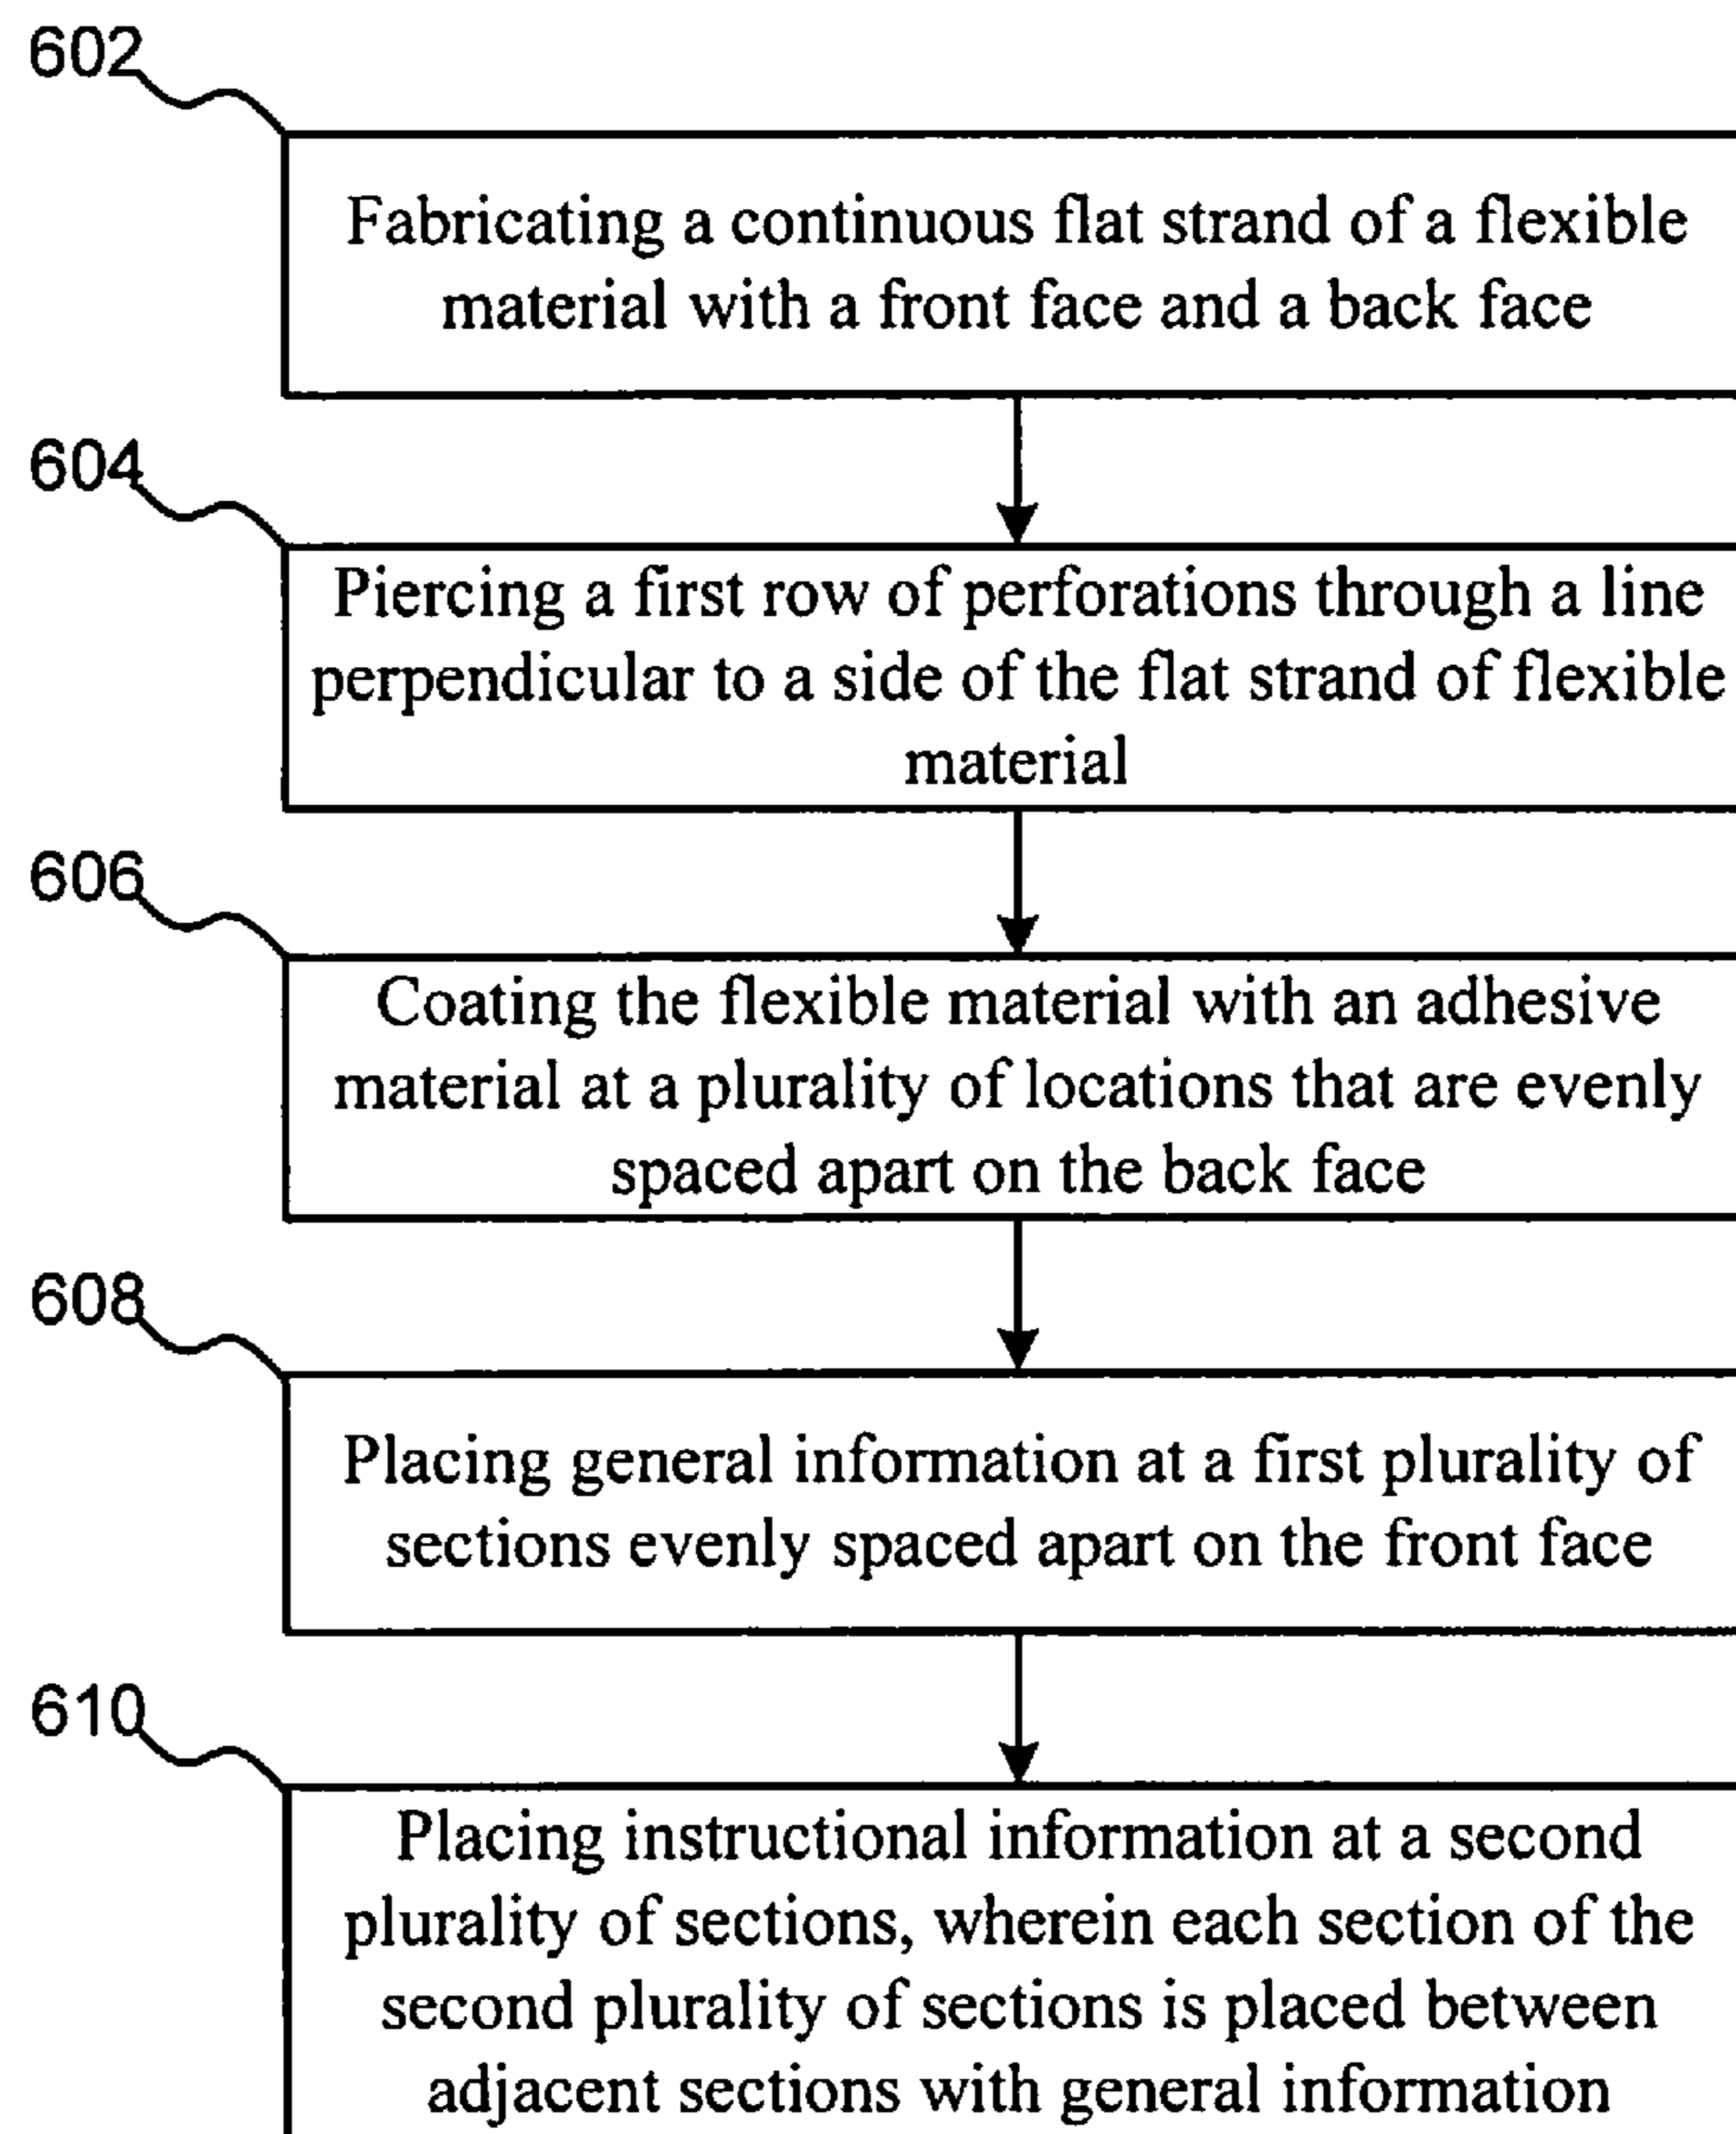 602
Fabricating a continuous flat strand of a flexible
material with a front face and a back face
604
Piercing a first row of perforations through a line
perpendicular to a side of the flat strand of flexible
material
606
Coating the flexible material with an adhesive
material at a plurality of locations that are evenly
spaced apart on the back face
608
Placing general information at a first plurality of
sections evenly spaced apart on the front face
610
Placing instructional information at a second
plurality of sections, wherein each section of the
second plurality of sections is placed between
adjacent sections with general information